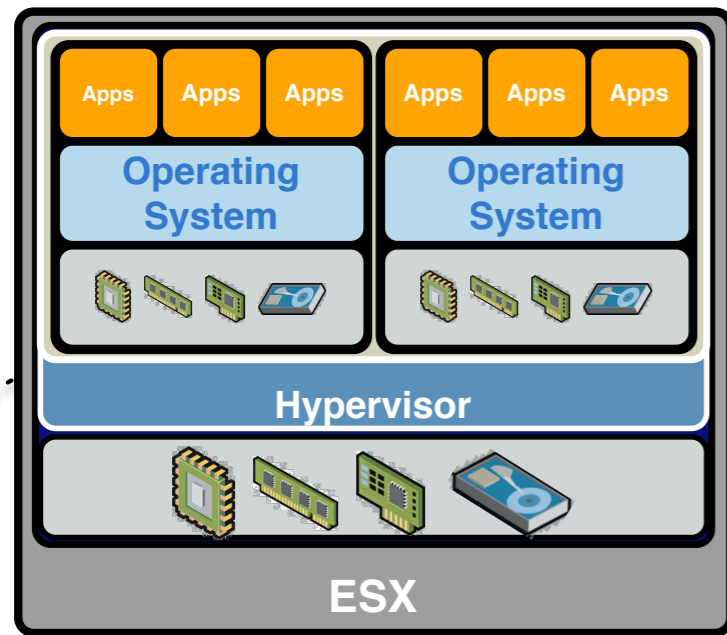 Apps Apps Apps Apps Apps Apps
Operating Operating
System System
Hypervisor
ESX